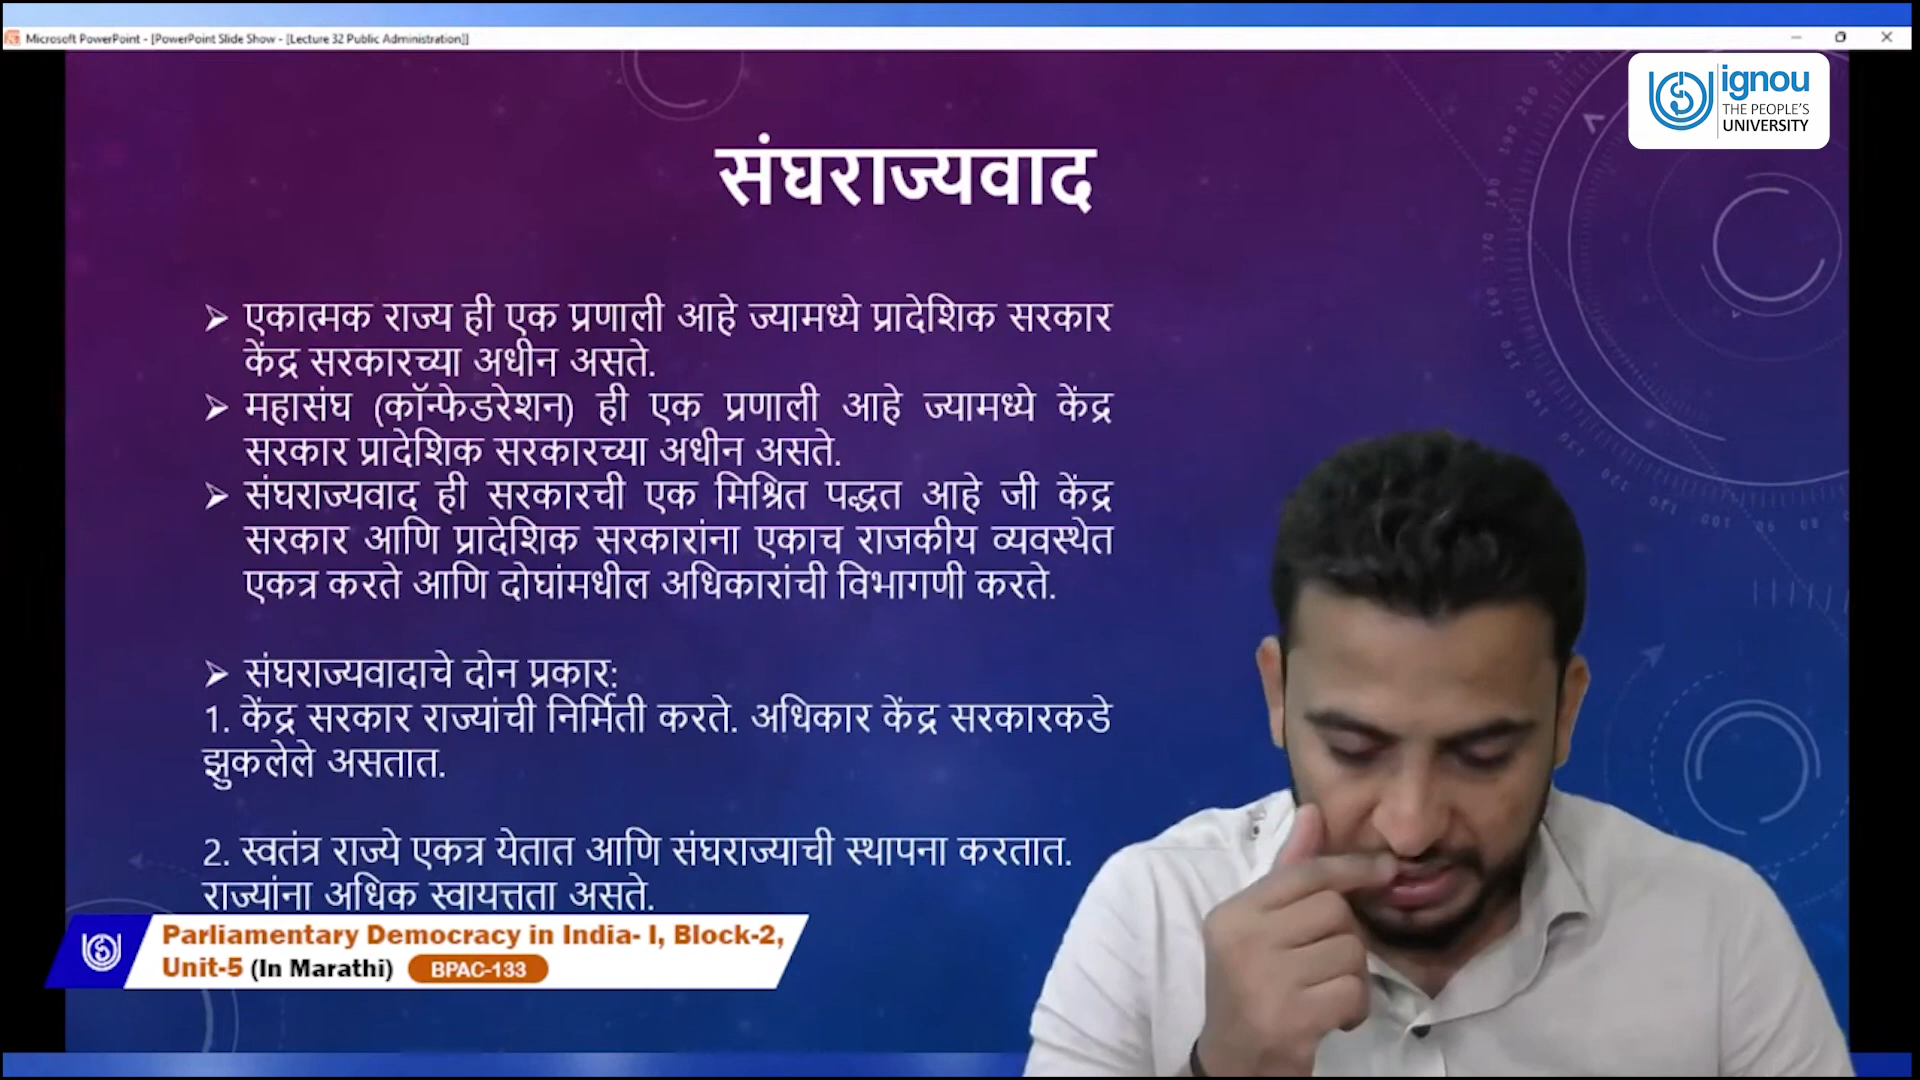 Microsoft PowerPoint - [PowerPoint Slide Show - [Lecture 32 Public Administration]]
ignou
THE PEOPLE'S
UNIVERSITY
संघराज्यवाद
एकात्मक राज्य ही एक प्रणाली आहे ज्यामध्ये प्रादेशिक सरकार
केंद्र सरकारच्या अधीन असते.
महासंघ (कॉन्फेडरेशन) ही एक प्रणाली आहे ज्यामध्ये केंद्र
सरकार प्रादेशिक सरकारच्या अधीन असते.
संघराज्यवाद ही सरकारची एक मिश्रित पद्धत आहे जी केंद्र
सरकार आणि प्रादेशिक सरकारांना एकाच राजकीय व्यवस्थेत
एकत्र करते आणि दोघांमधील अधिकारांची विभागणी करते.
संघराज्यवादाचे दोन प्रकार:
1. केंद्र सरकार राज्यांची निर्मिती करते. अधिकार केंद्र सरकारकडे
झुकलेले असतात.
2. स्वतंत्र राज्ये एकत्र येतात आणि संघराज्याची स्थापना करतात.
राज्यांना अधिक स्वायत्तता असते.
Parliamentary Democracy in India- I, Block-2,
Unit-5 (In Marathi) BPAC-133